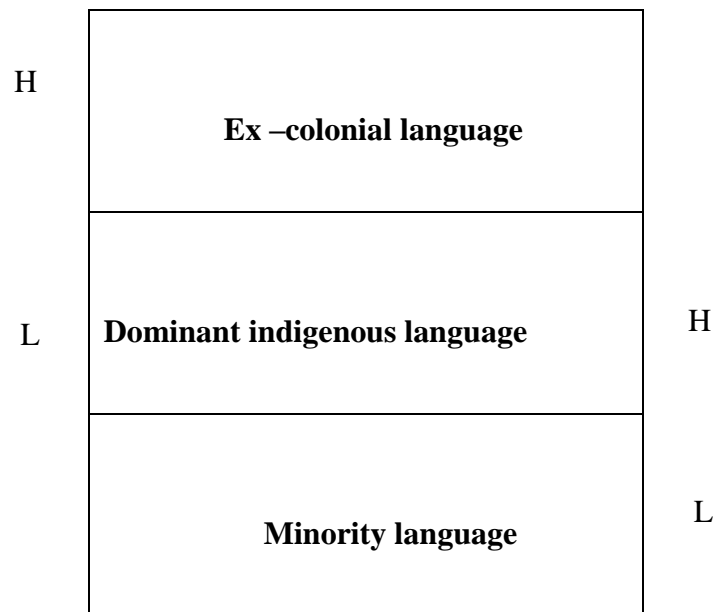 H
Ex –colonial language
L
Dominant indigenous language
H
Minority language
L